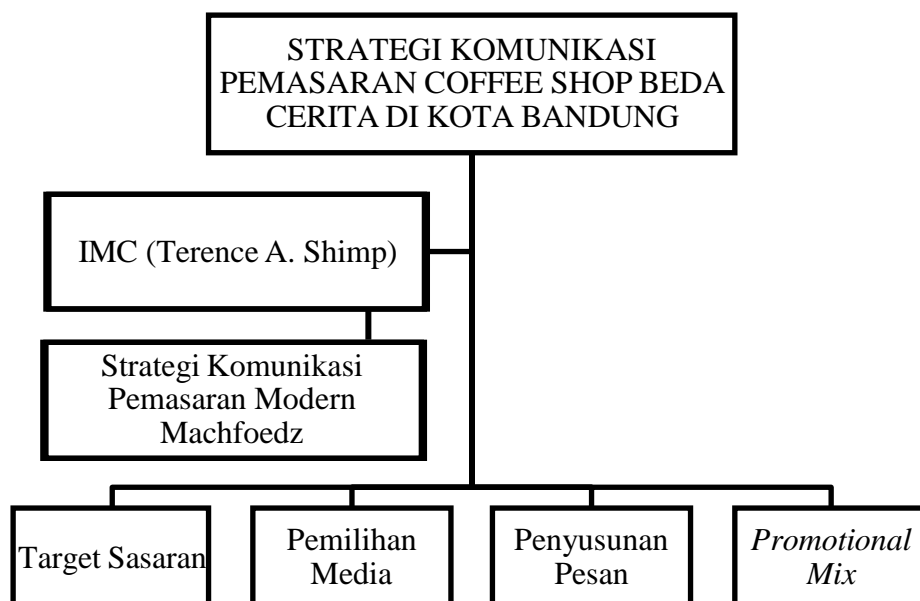 STRATEGI KOMUNIKASI
PEMASARAN COFFEE SHOP BEDA
CERITA DI KOTA BANDUNG
IMC (Terence A. Shimp)
Strategi Komunikasi
Pemasaran Modern
Machfoedz
Target Sasaran
Pemilihan
Media
Penyusunan
Pesan
Promotional
Mix